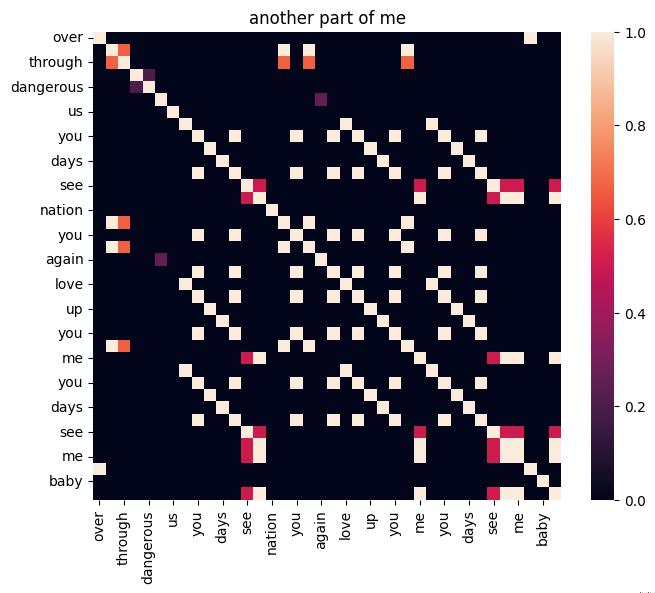 another part of me
over
through
dangerous
us
you
days
see
nation
you
again
love
up
you
me
you
days
see
me
baby
1.0
0.8
0.6
0.4
0.2
0.0
over
through
dangerous
us
you
days
see
nation
you
again
love
up
you
me
you
days
see
me
baby